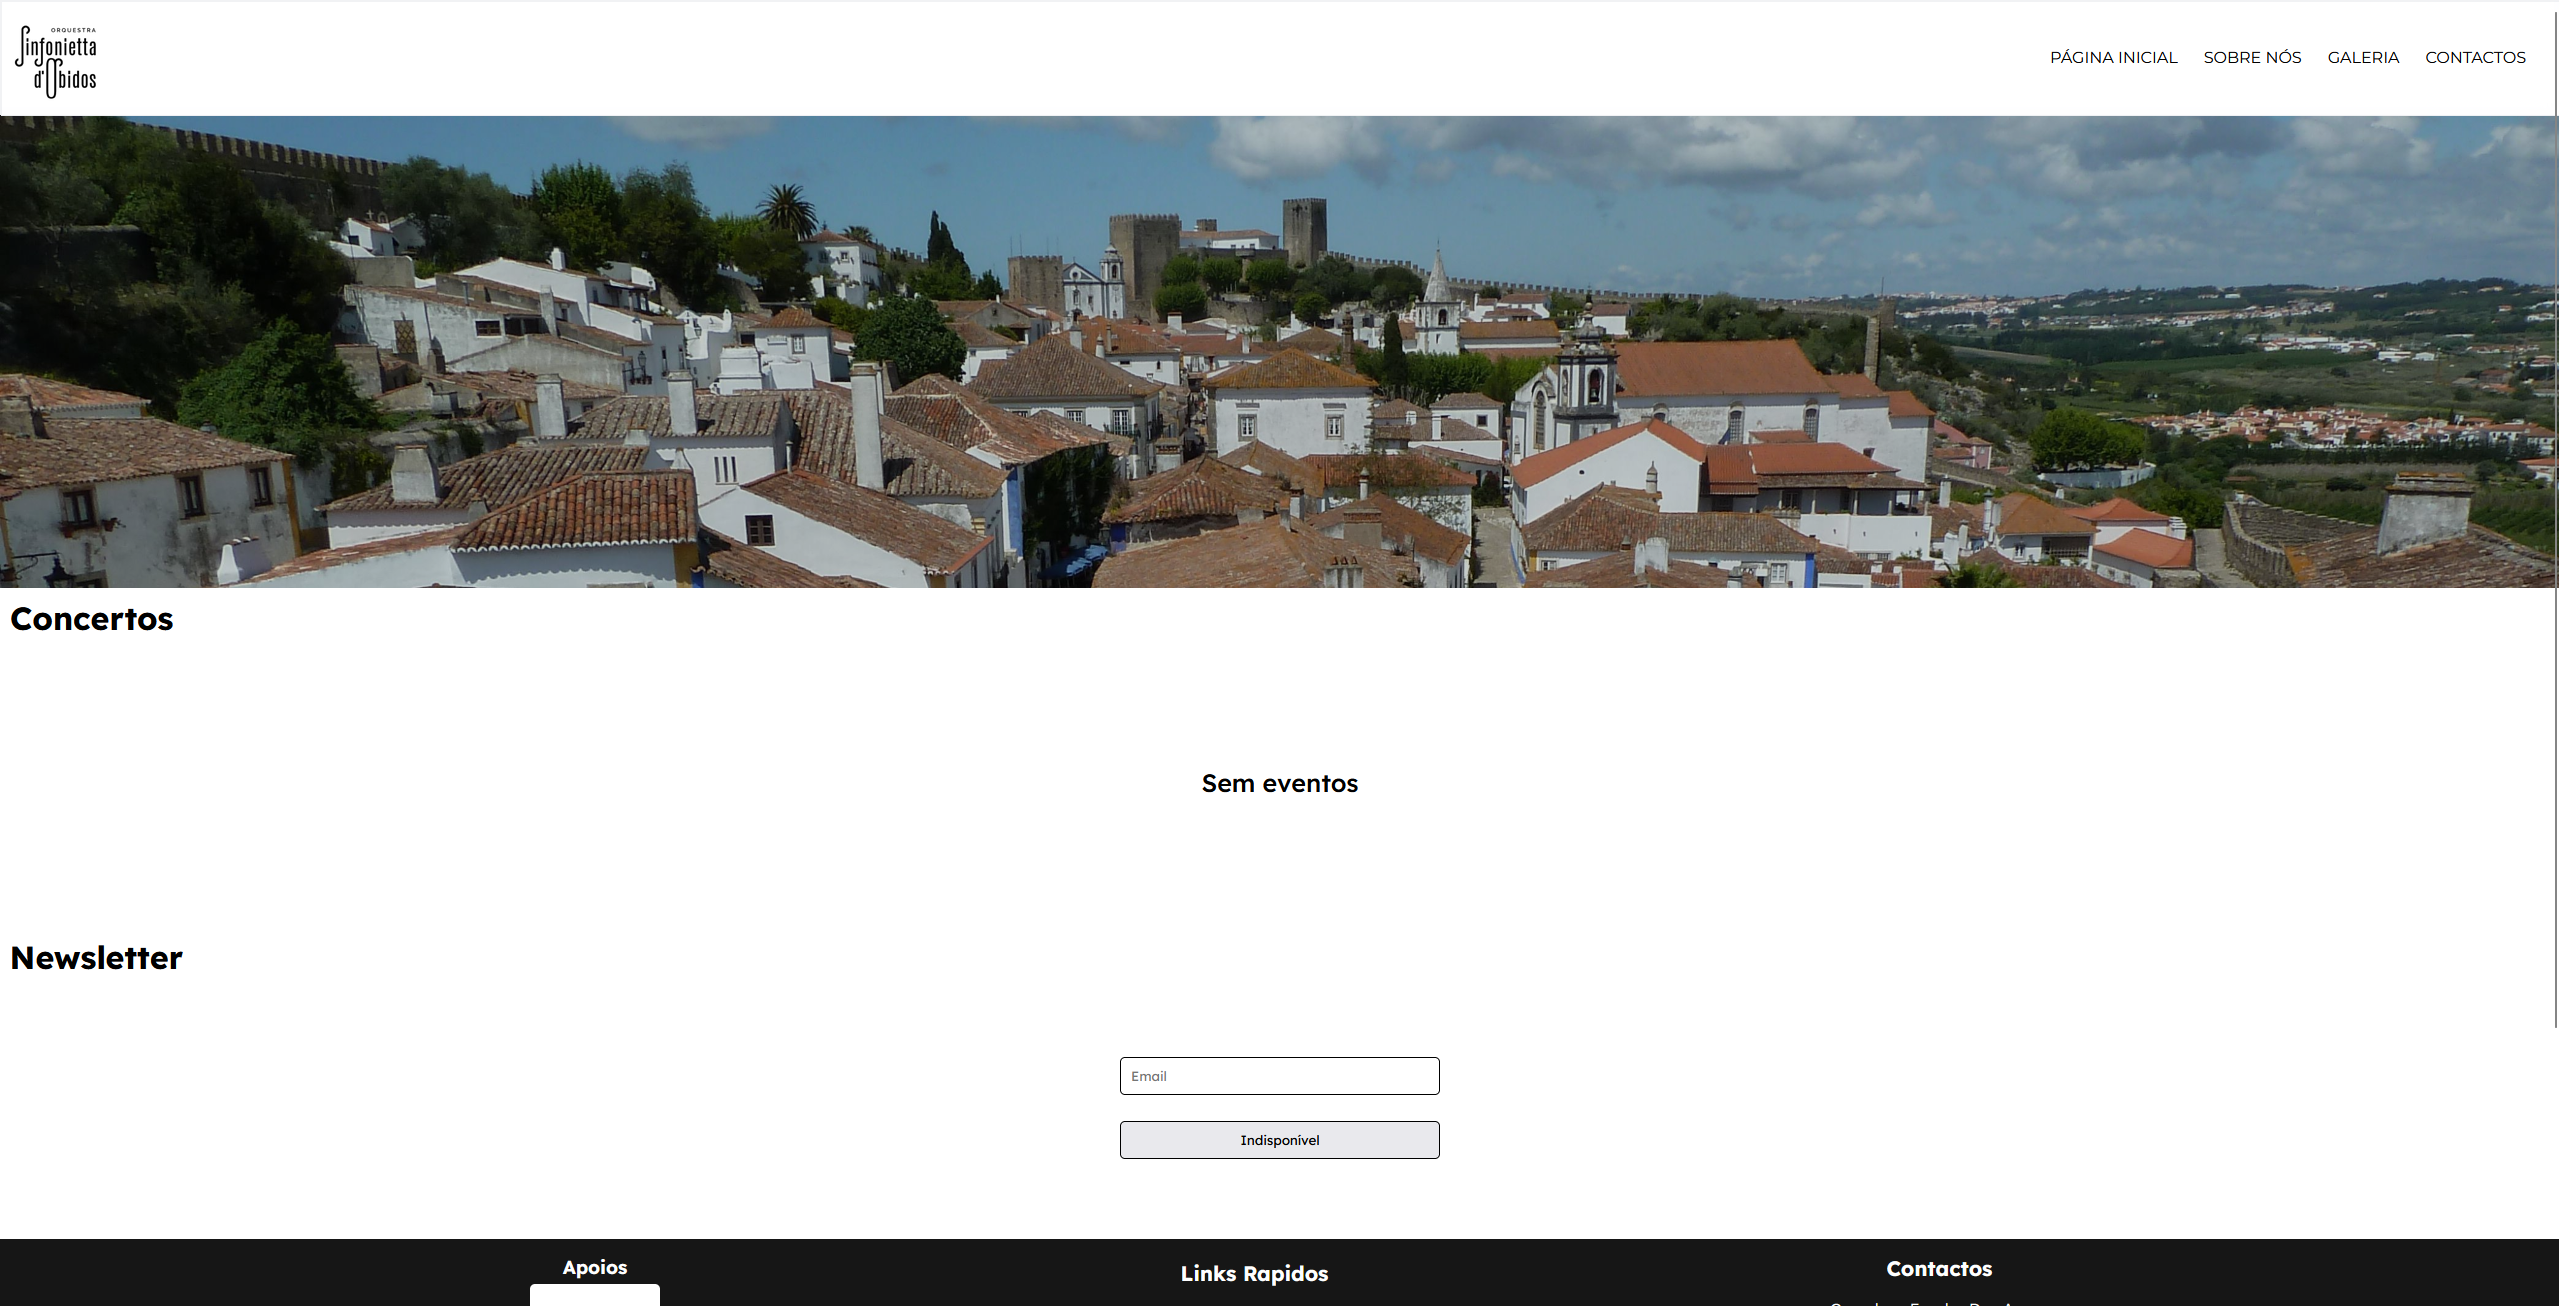 ORQUESTRA
Sinfonietta
d'Óbidos
PÁGINA INICIAL SOBRE NÓS GALERIA CONTACTOS
Concertos
Sem eventos
Newsletter
Email
Indisponível
Apoios
Links Rapidos
Contactos